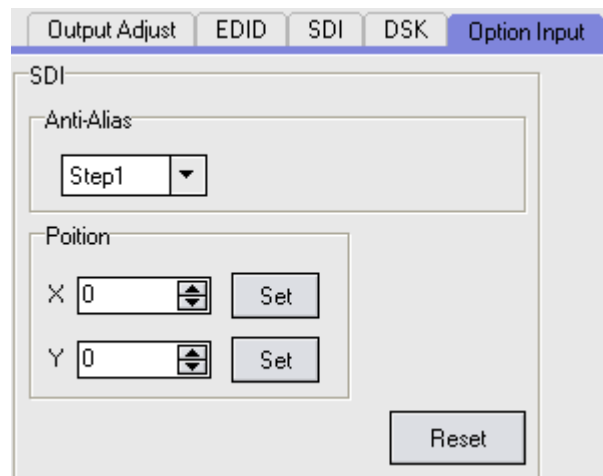 Output Adjust EDID SDI DSK Option Input
SDI
Anti-Alias
Step1
Poition
X 0 Set
Y 0 Set
Reset